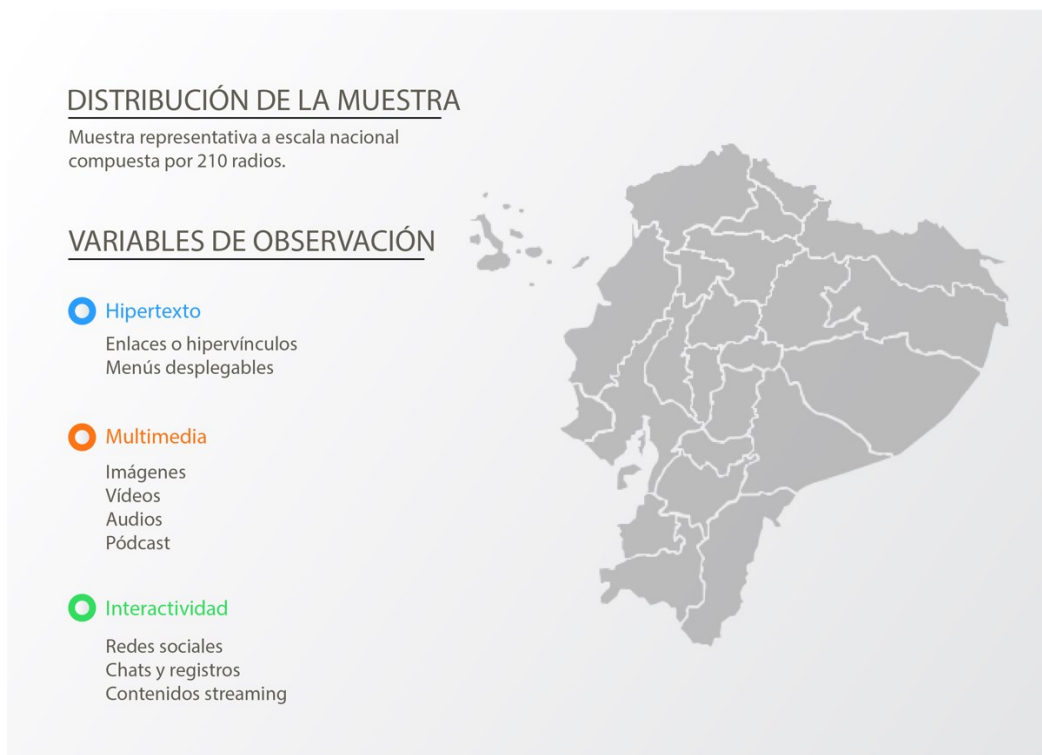 DISTRIBUCIÓN DE LA MUESTRA
Muestra representativa a escala nacional
compuesta por 210 radios.
VARIABLES DE OBSERVACIÓN
Hipertexto
Enlaces o hipervínculos
Menús desplegables
Multimedia
Imágenes
Vídeos
Audios
Pódcast
Interactividad
Redes sociales
Chats y registros
Contenidos streaming